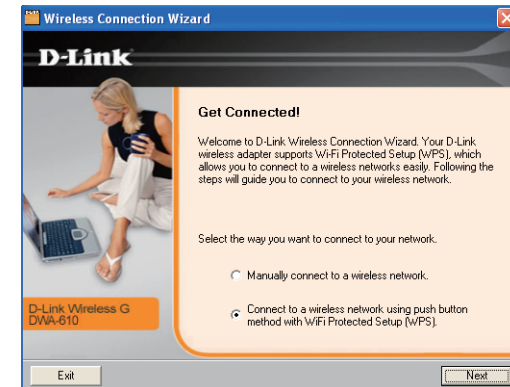 Wireless Connection Wizard
D-Link
Get Connected!
Welcome to D-Link Wireless Connection Wizard. Your D-Link
wireless adapter supports Wi-Fi Protected Setup (WPS), which
allows you to connect to a wireless networks easily. Following the
steps will guide you to connect to your wireless network.
Select the way you want to connect to your network.
Manually connect to a wireless network.
Connect to a wireless network using push button
method with WiFi Protected Setup (WPS).
D-Link Wireless G
DWA-610
Exit
Next